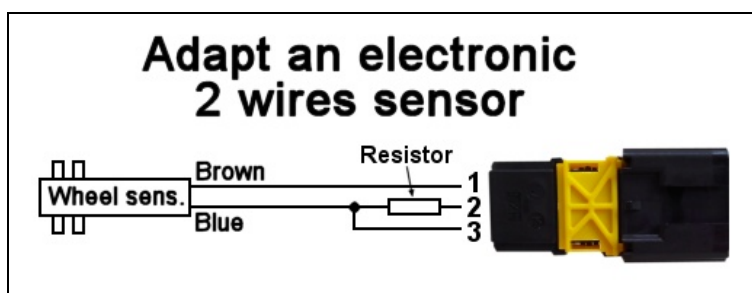 Adapt an electronic
2 wires sensor
Resistor
Brown
1
Wheel sens.
2
Blue
3